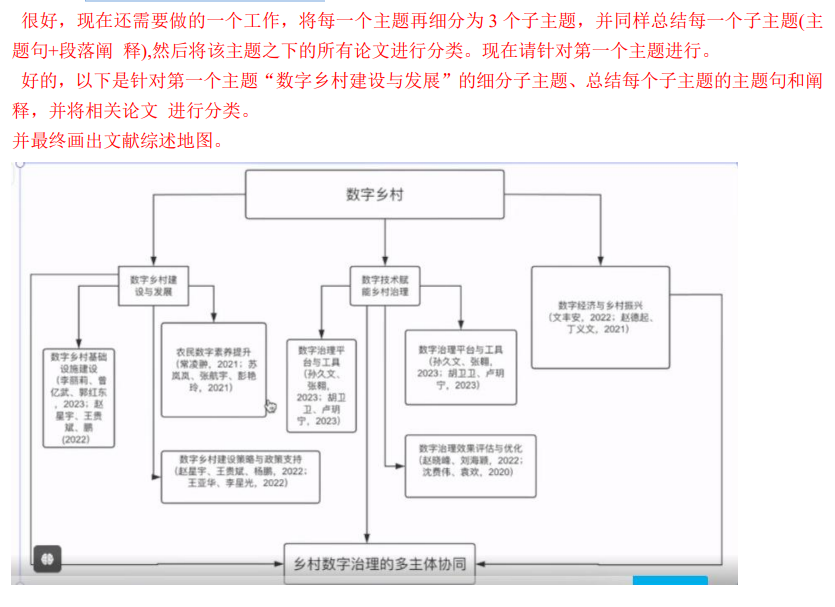 很好，现在还需要做的一个工作，将每一个主题再细分为 3 个子主题，并同样总结每一个子主题(主
题句+段落阐 释),然后将该主题之下的所有论文进行分类。现在请针对第一个主题进行。
好的，以下是针对第一个主题“数字乡村建设与发展”的细分子主题、总结每个子主题的主题句和阐
释，并将相关论文 进行分类。
并最终画出文献综述地图。
数字乡村
数字乡村建
设与发展
数字技术赋
能乡村治理
数字经济与乡村振兴
(文丰安，2022；赵德起、
丁义文，2021)
数字乡村基础
设施建设
(李丽莉、曾
亿武、郭红东
，2023；赵
星宇、王贵
斌、鹏
(2022)
农民数字素养提升
(常凌翀，2021；苏
岚岚、张航宇、彭艳
玲，2021)
数字治理平
台与工具
(孙久文、
张翱，
2023；胡卫
卫、卢玥
宁，2023)
数字治理平台与工具
(孙久文、张翱，
2023；胡卫卫、卢玥
宁，2023)
数字乡村建设策略与政策支持
(赵星宇、王贵斌、杨鹏，2022；
王亚华、李星光，2022)
数字治理效果评估与优化
(赵晓峰、刘海颖，2022；
沈费伟、袁欢，2020)
乡村数字治理的多主体协同